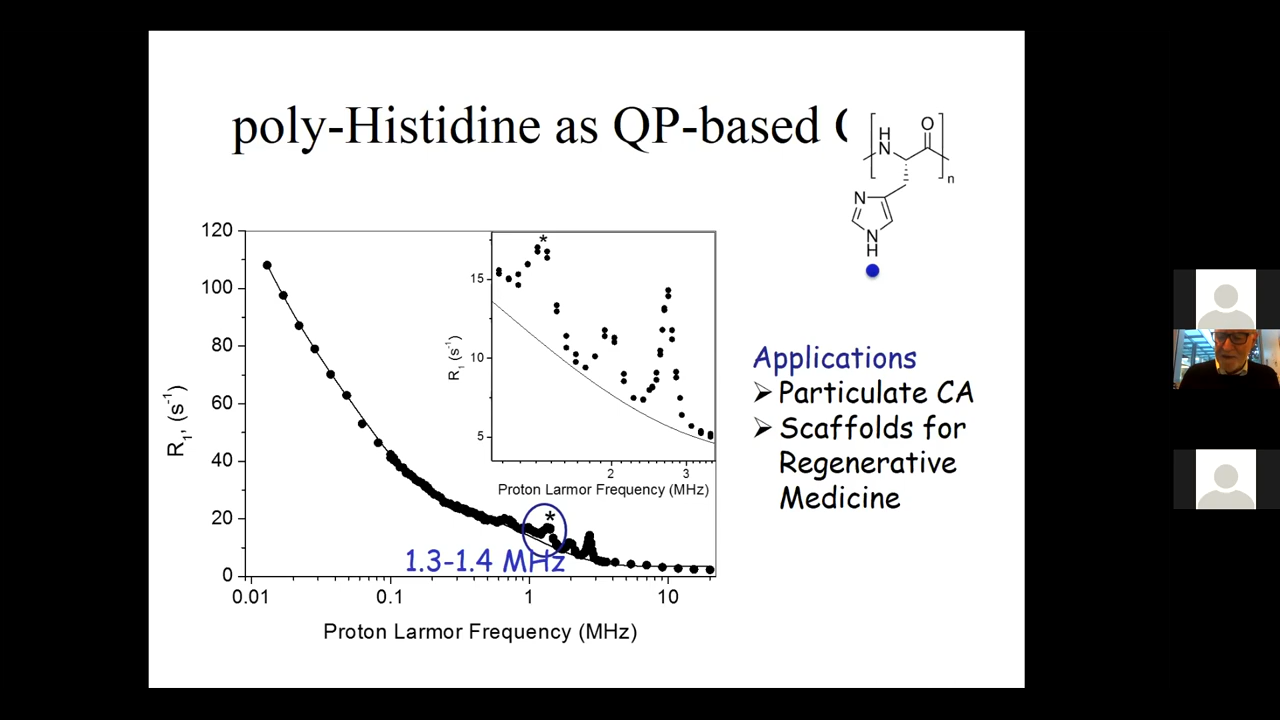 poly-Histidine as QP-based
H
N
O
n
N
N
H
120
100
80
60
40
20
0
R1, (s-1)
0.01
0.1
1
10
Proton Larmor Frequency (MHz)
*
15
10
5
R1 (s-1)
2
3
Proton Larmor Frequency (MHz)
*
1.3-1.4 MHz
Applications
➢ Particulate CA
➢ Scaffolds for
Regenerative
Medicine